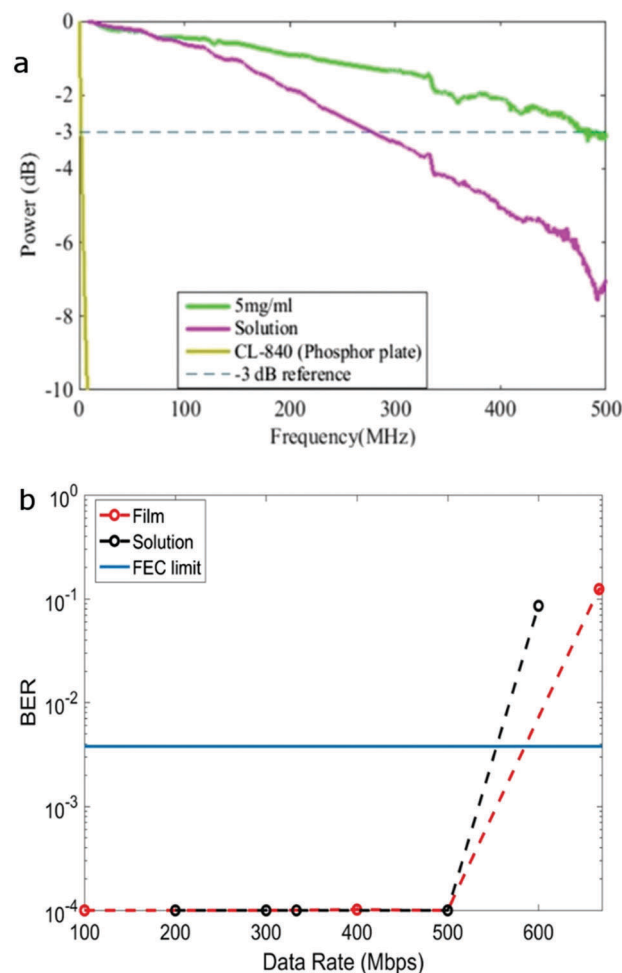 a
0
-2
-3
-4
-6
-8
-10
Power (dB)
5mg/ml
Solution
CL-840 (Phosphor plate)
-3 dB reference
0 100 200 300 400 500
Frequency(MHz)
b
10^0
10^-1
10^-2
10^-3
10^-4
BER
Film
Solution
FEC limit
100 200 300 400 500 600
Data Rate (Mbps)